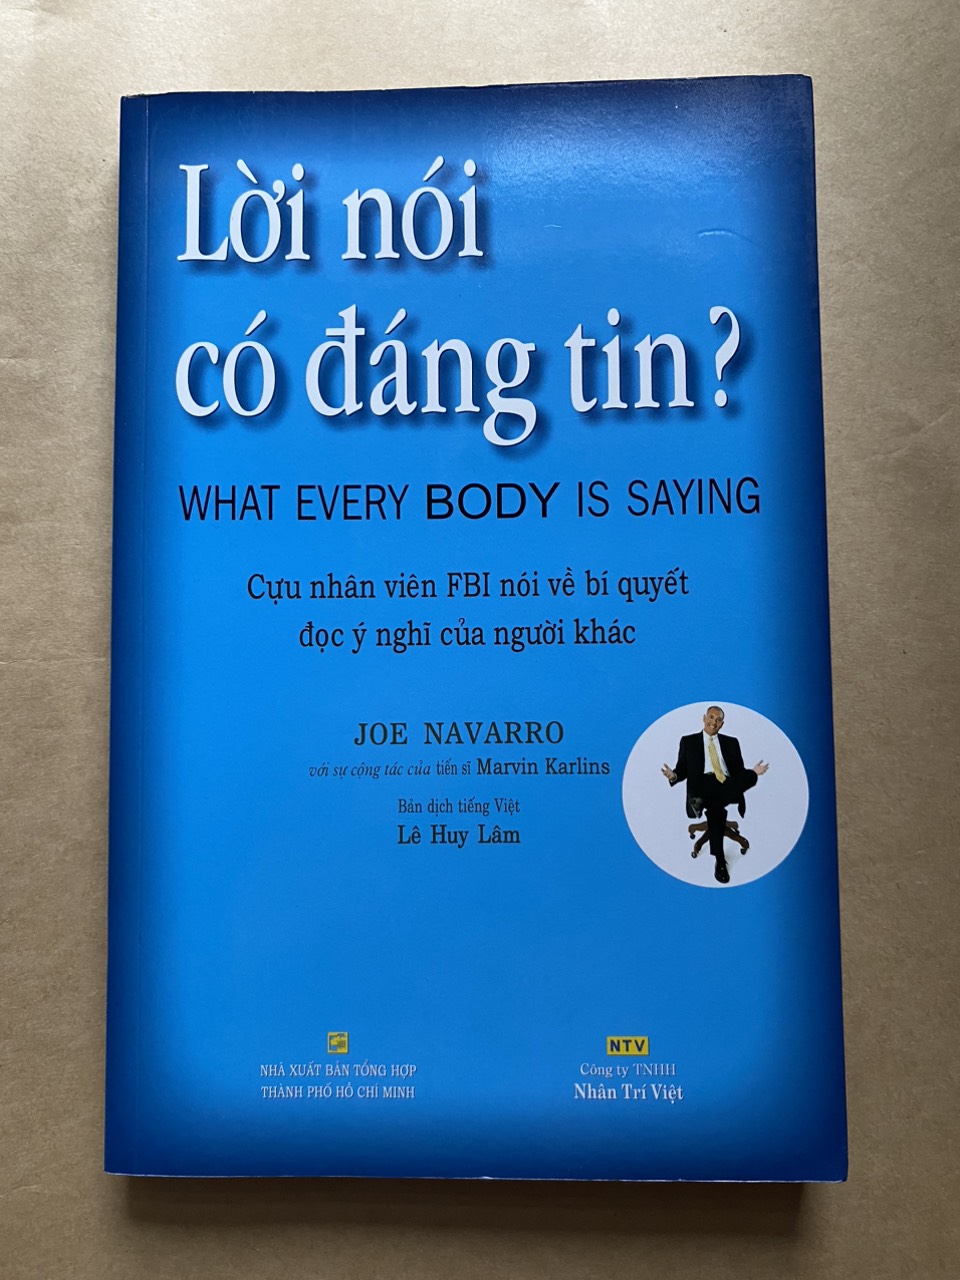 Lời nói
có đáng tin?
WHAT EVERY BODY IS SAYING
Cựu nhân viên FBI nói về bí quyết
đọc ý nghĩ của người khác
JOE NAVARRO
với sự cộng tác của tiến sĩ Marvin Karlins
Bản dịch tiếng Việt
Lê Huy Lâm
NHÀ XUẤT BẢN TỔNG HỢP
THÀNH PHỐ HỒ CHÍ MINH
NTV
Công ty TNHH
Nhân Trí Việt